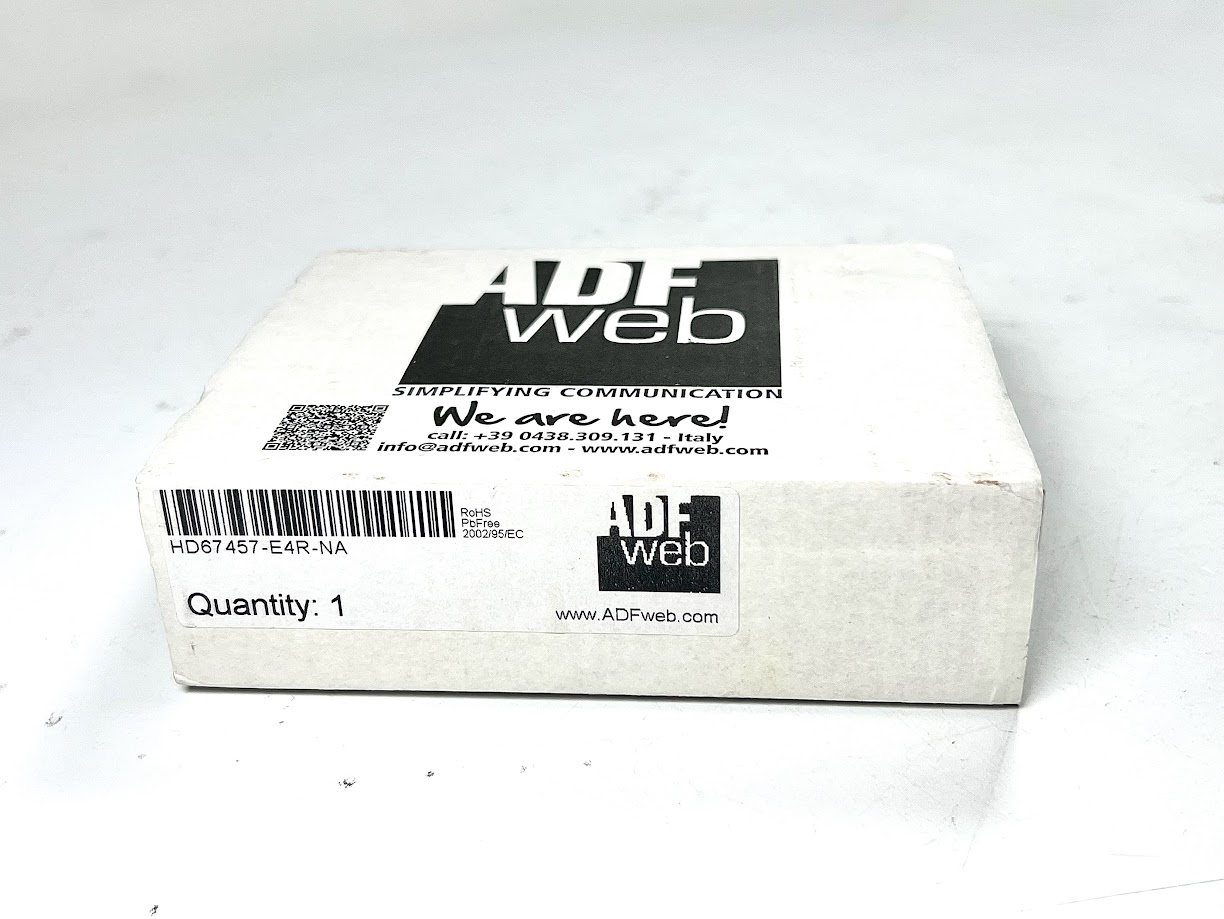 ADF
web
SIMPLIFYING COMMUNICATION
We are here!
call: +39 0438.309.131 - Italy
info@adfweb.com - www.adfweb.com
HD67457-E4R-NA
RoHS
PbFree
2002/95/EC
Quantity: 1
ADF
web
www.ADFweb.com